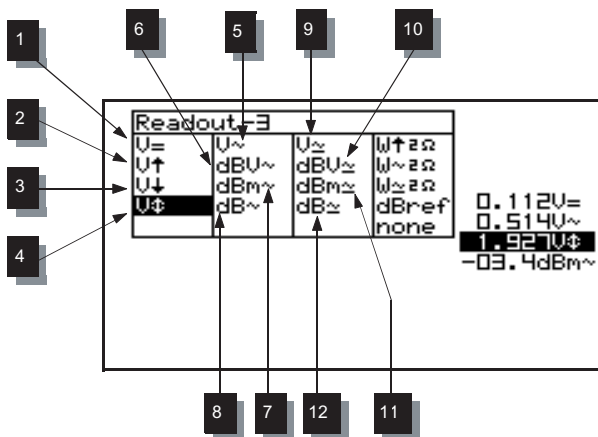 6 5 9 10
1
2
3
4
Readout-3
V= V~ V≃ W↑2Ω
V↑ dBV~ dBV≃ W~2Ω
V↓ dBm~ dBm≃ W≃2Ω
V⇕ dB~ dB≃ dBref
none
0.112V=
0.514V~
1.927V⇕
-03.4dBm~
8 7 12 11